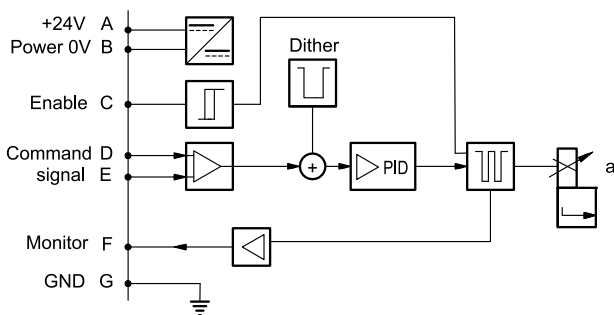 +24V A
Power 0V B
Dither
Enable C
Command D
signal E
PID
a
Monitor F
GND G